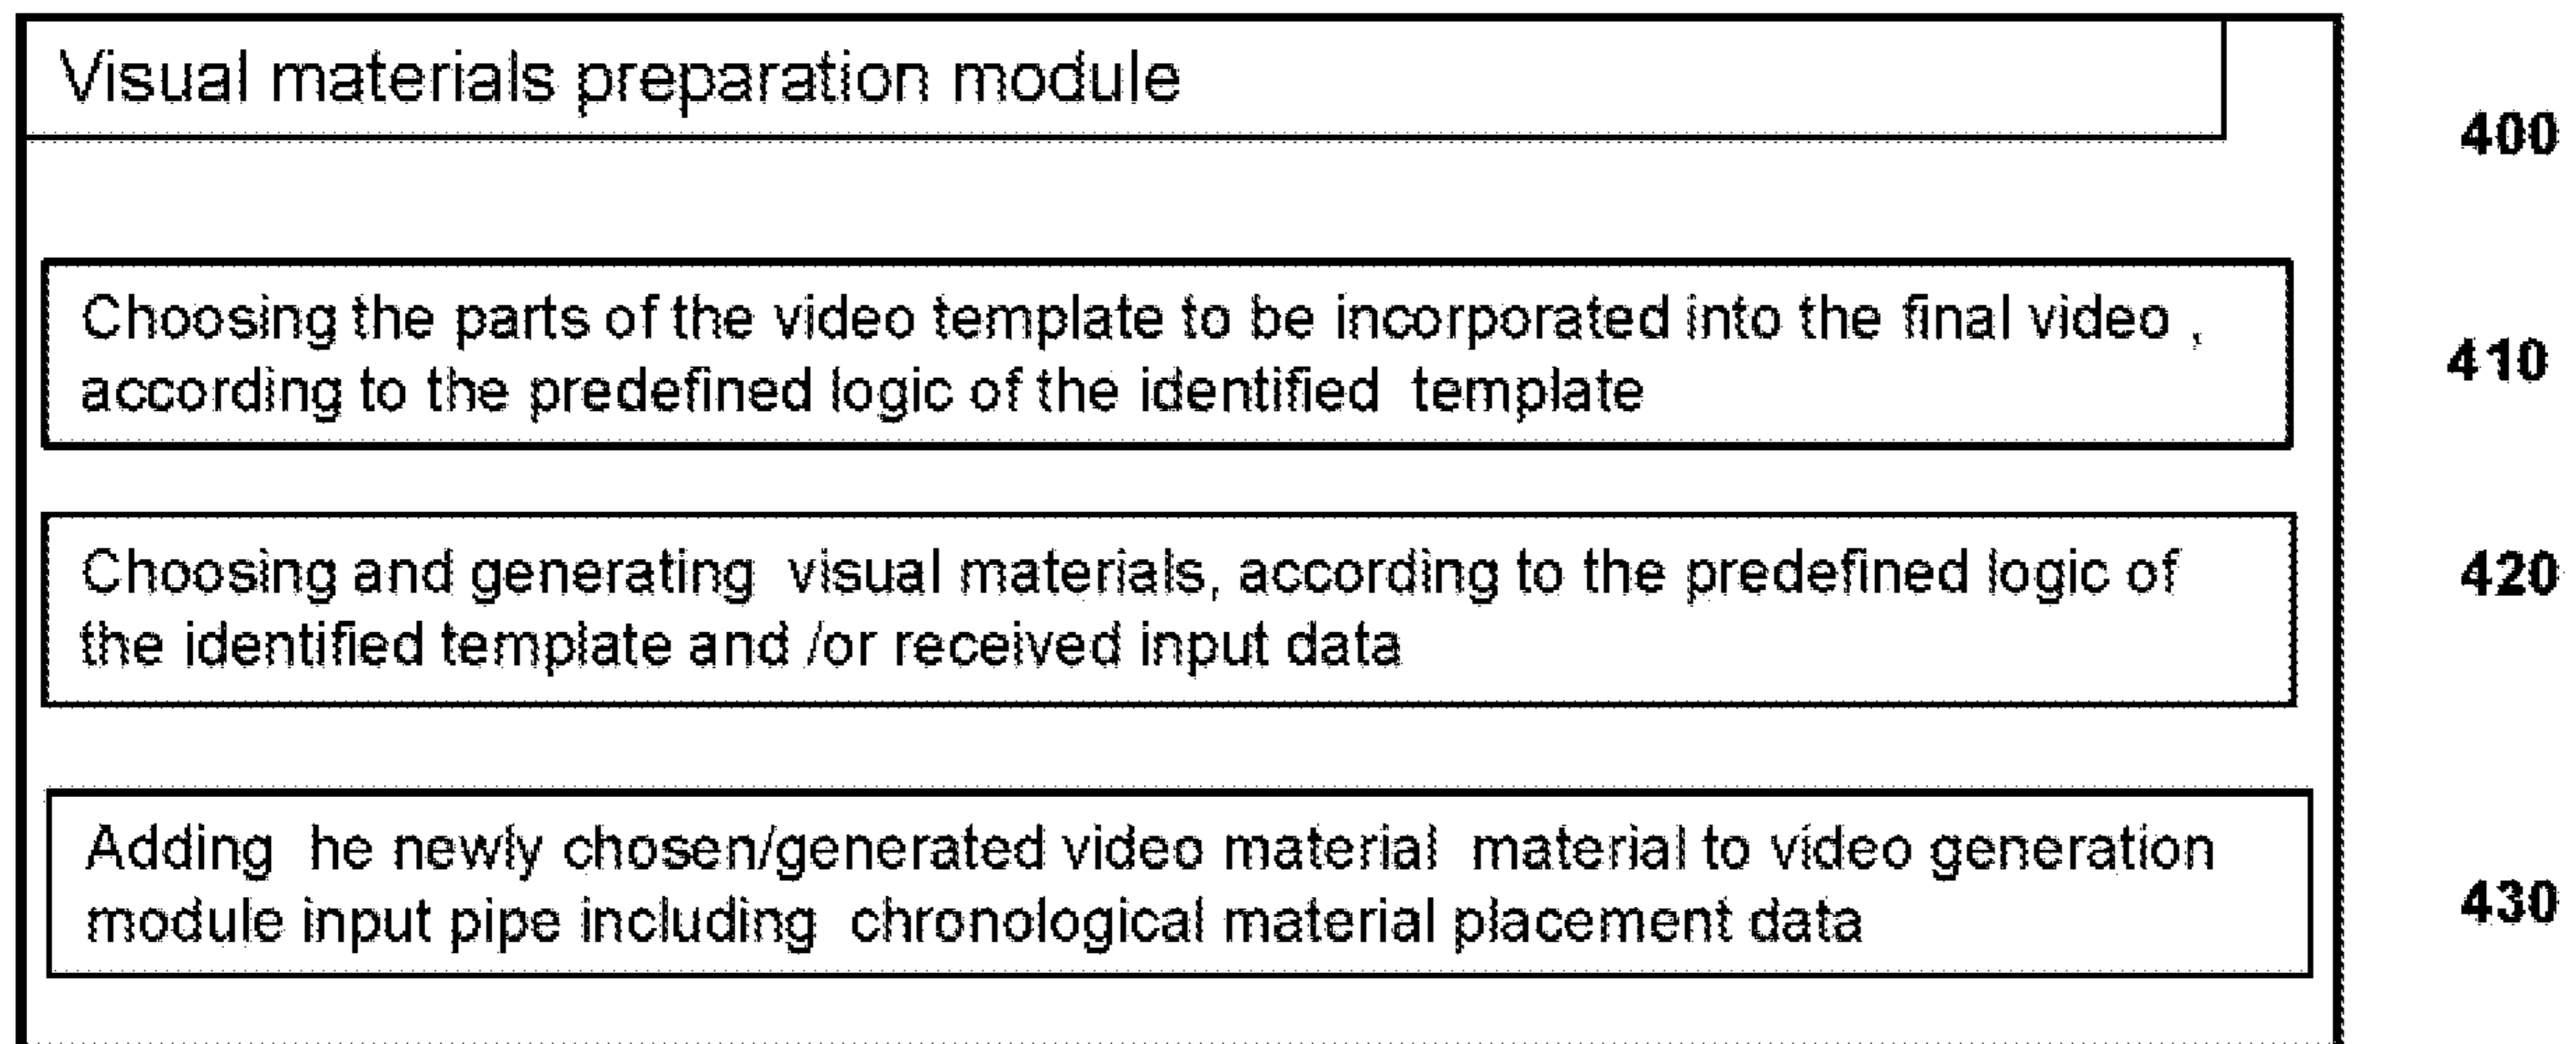 Visual materials preparation module
400
Choosing the parts of the video template to be incorporated into the final video ,
according to the predefined logic of the identified template
410
Choosing and generating visual materials, according to the predefined logic of
the identified template and /or received input data
420
Adding he newly chosen/generated video material material to video generation
module input pipe including chronological material placement data
430